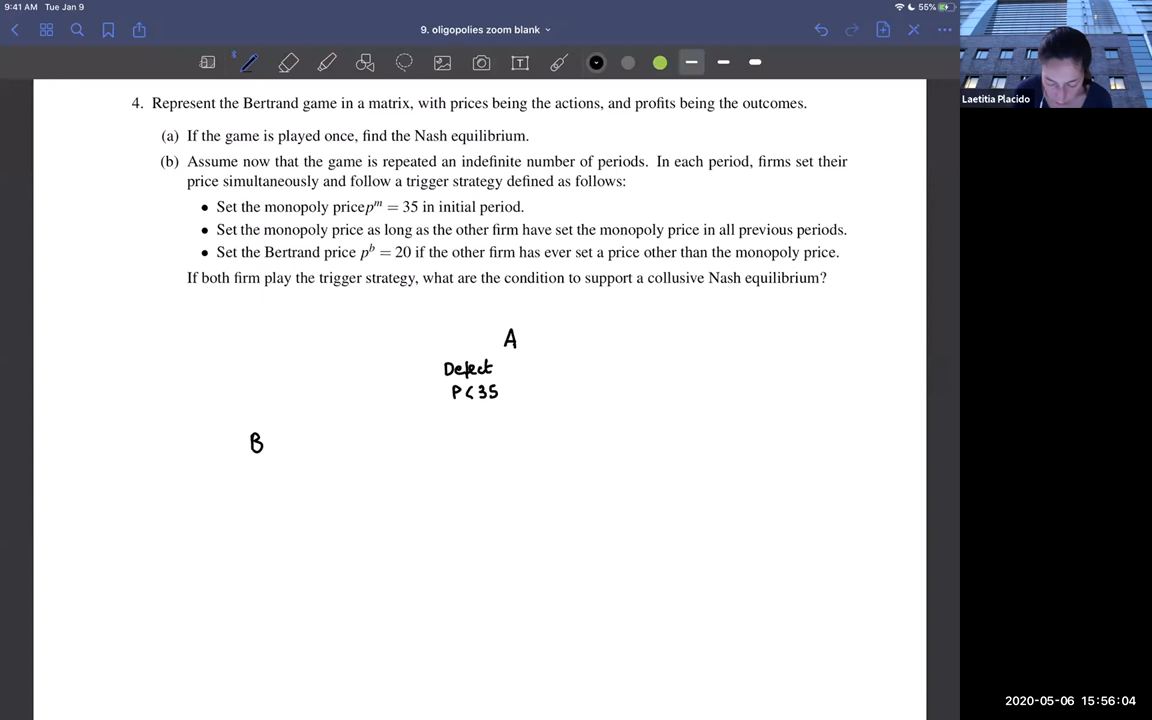 9:41 AM Tue Jan 9
55%
9. oligopolies zoom blank
Laetitia Placido
4. Represent the Bertrand game in a matrix, with prices being the actions, and profits being the outcomes.
(a) If the game is played once, find the Nash equilibrium.
(b) Assume now that the game is repeated an indefinite number of periods. In each period, firms set their
price simultaneously and follow a trigger strategy defined as follows:
• Set the monopoly pricepᵐ = 35 in initial period.
• Set the monopoly price as long as the other firm have set the monopoly price in all previous periods.
• Set the Bertrand price pᵇ = 20 if the other firm has ever set a price other than the monopoly price.
If both firm play the trigger strategy, what are the condition to support a collusive Nash equilibrium?
A
Defect
P < 35
B
2020-05-06 15:56:04